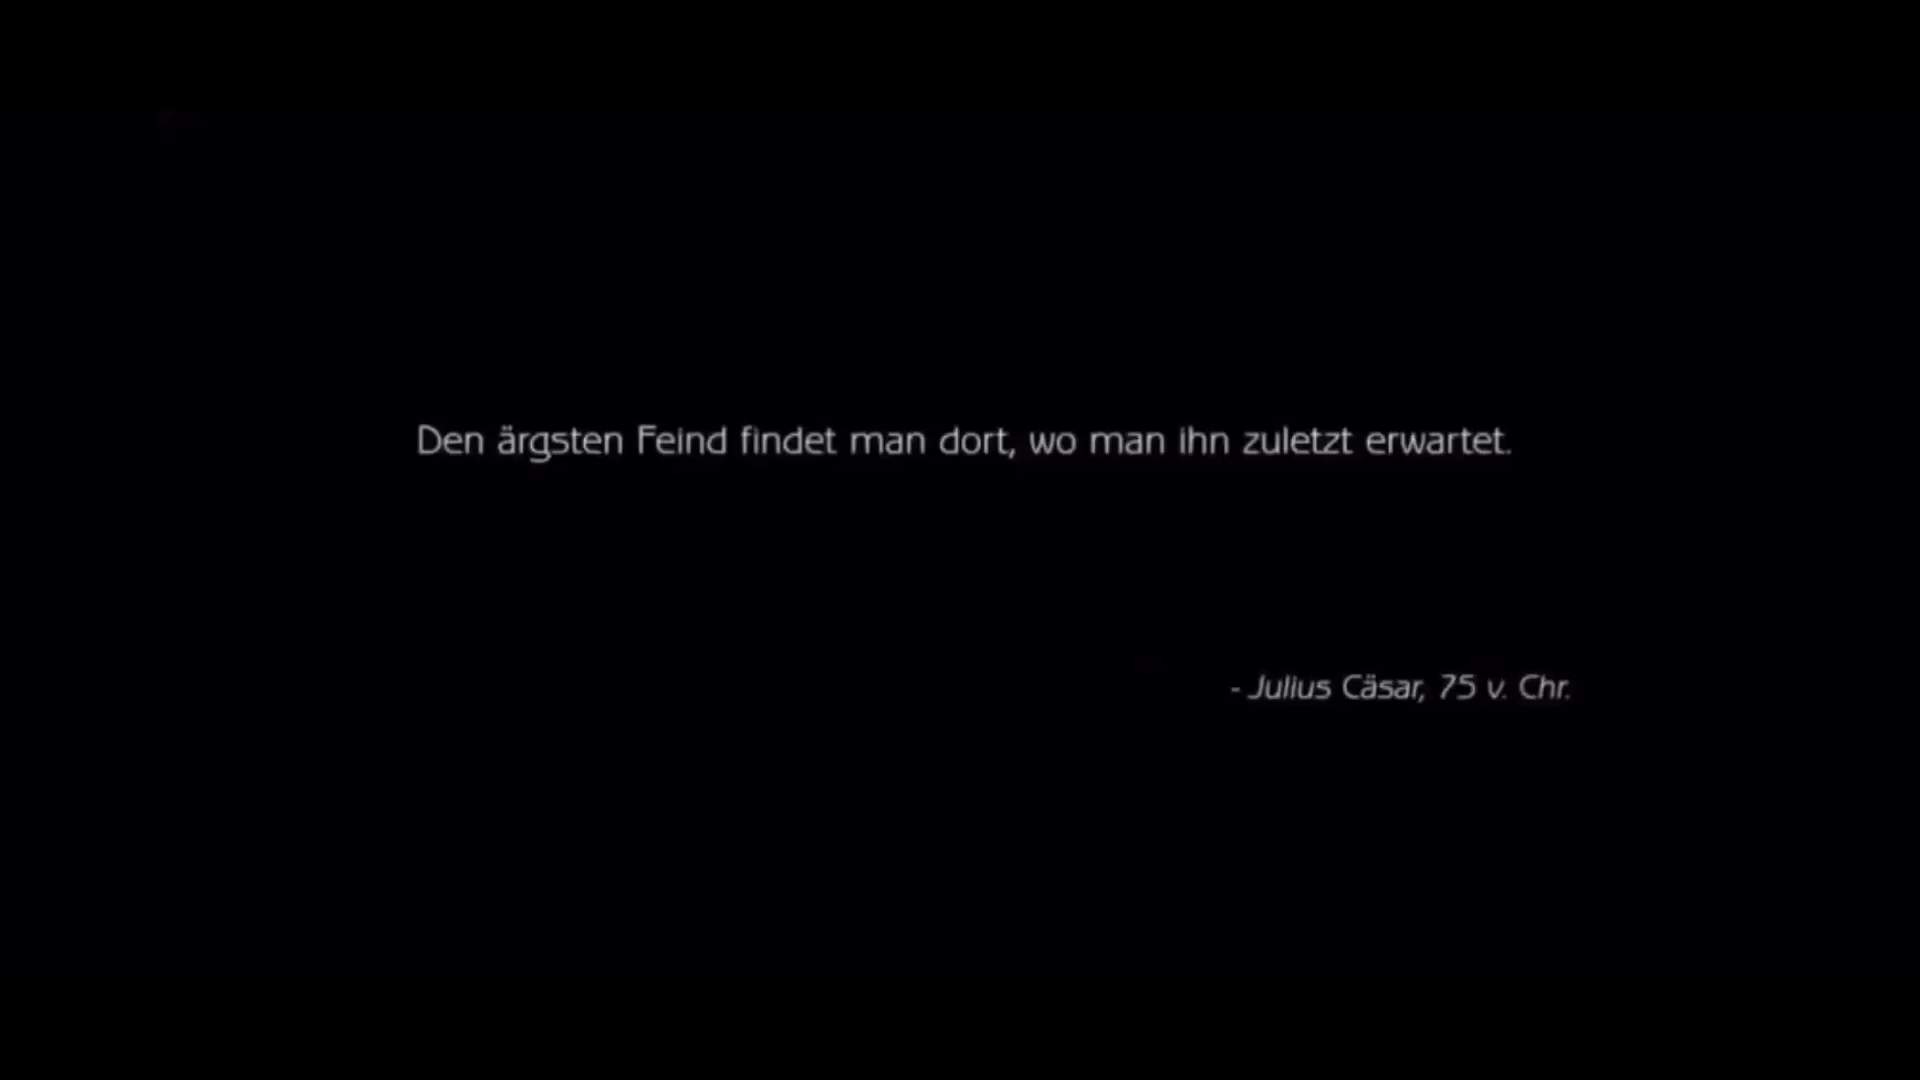 Den ärgsten Feind findet man dort, wo man ihn zuletzt erwartet.
- Julius Cäsar, 75 v. Chr.